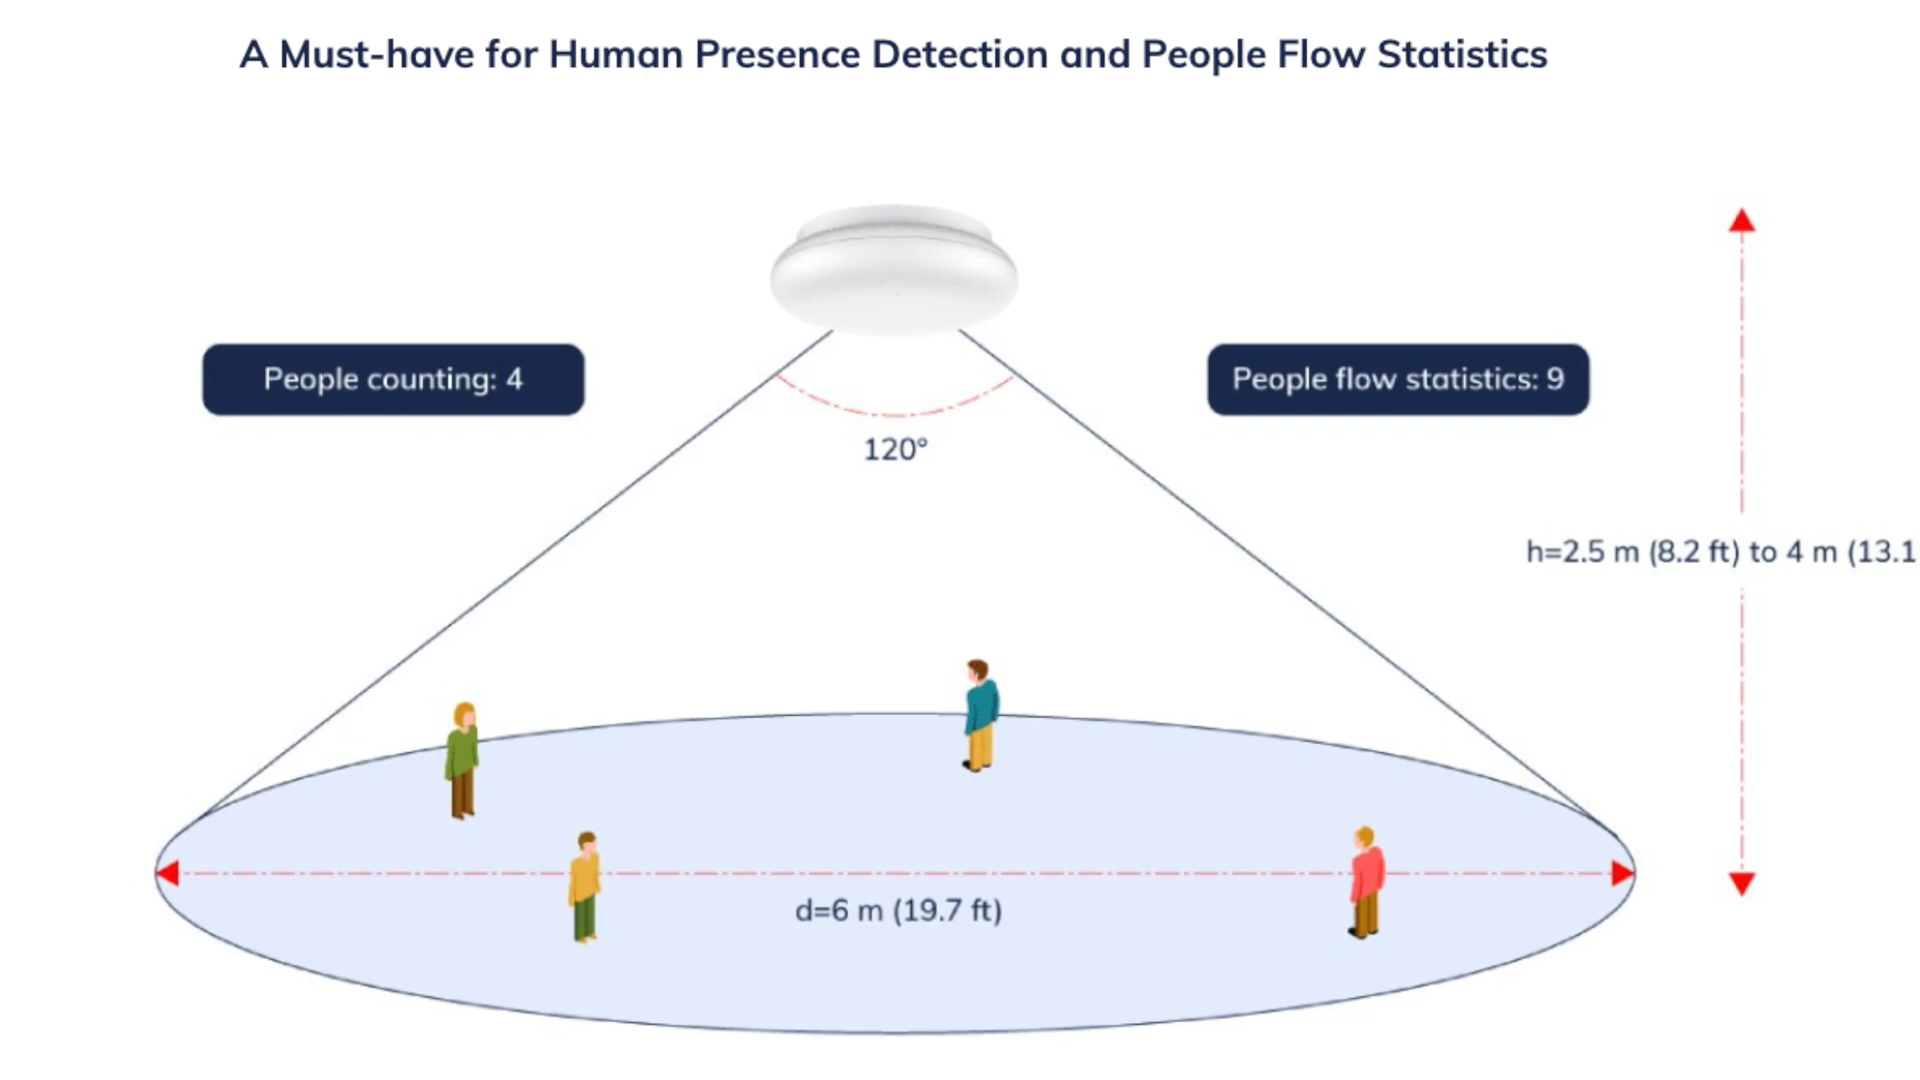 A Must-have for Human Presence Detection and People Flow Statistics
People counting: 4
People flow statistics: 9
120°
h=2.5 m (8.2 ft) to 4 m (13.1
d=6 m (19.7 ft)